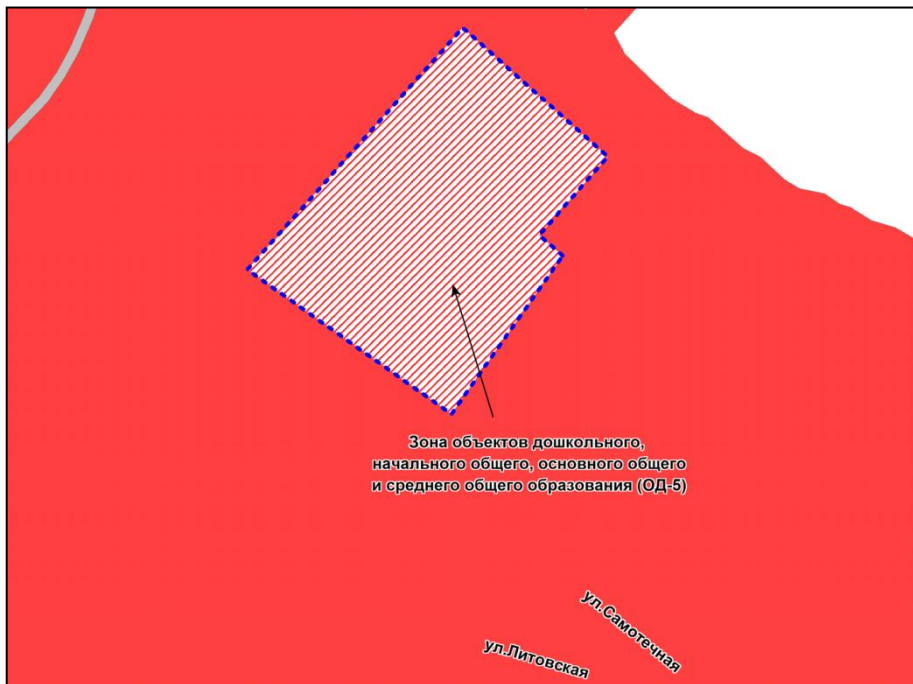 Зона объектов дошкольного,
начального общего, основного общего
и среднего общего образования (ОД-5)
ул.Самотечная
ул.Литовская